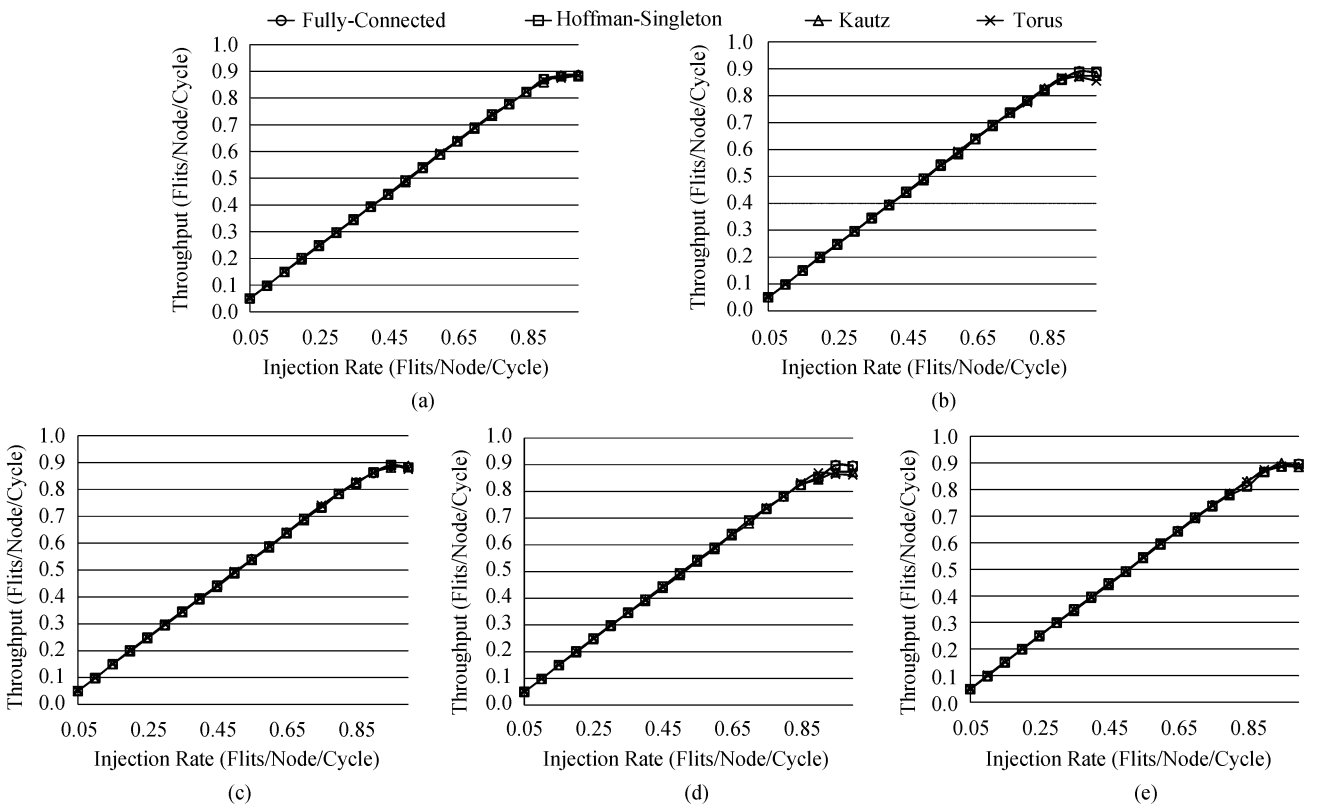 Fully-Connected Hoffman-Singleton Kautz Torus
Throughput (Flits/Node/Cycle)
1.0
0.9
0.8
0.7
0.6
0.5
0.4
0.3
0.2
0.1
0.0
0.05 0.25 0.45 0.65 0.85
Injection Rate (Flits/Node/Cycle)
(a)
Throughput (Flits/Node/Cycle)
1.0
0.9
0.8
0.7
0.6
0.5
0.4
0.3
0.2
0.1
0.0
0.05 0.25 0.45 0.65 0.85
Injection Rate (Flits/Node/Cycle)
(b)
Throughput (Flits/Node/Cycle)
1.0
0.9
0.8
0.7
0.6
0.5
0.4
0.3
0.2
0.1
0.0
0.05 0.25 0.45 0.65 0.85
Injection Rate (Flits/Node/Cycle)
(c)
Throughput (Flits/Node/Cycle)
1.0
0.9
0.8
0.7
0.6
0.5
0.4
0.3
0.2
0.1
0.0
0.05 0.25 0.45 0.65 0.85
Injection Rate (Flits/Node/Cycle)
(d)
Throughput (Flits/Node/Cycle)
1.0
0.9
0.8
0.7
0.6
0.5
0.4
0.3
0.2
0.1
0.0
0.05 0.25 0.45 0.65 0.85
Injection Rate (Flits/Node/Cycle)
(e)